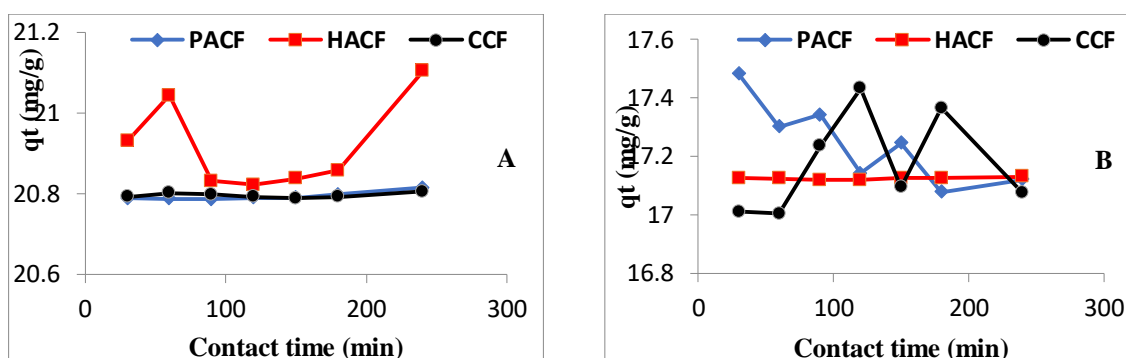 PACF HACF CCF
21.2
21
20.8
20.6
0 100 200 300
qt (mg/g)
Contact time (min)
A
PACF HACF CCF
17.6
17.4
17.2
17
16.8
0 100 200 300
qt (mg/g)
Contact time (min)
B